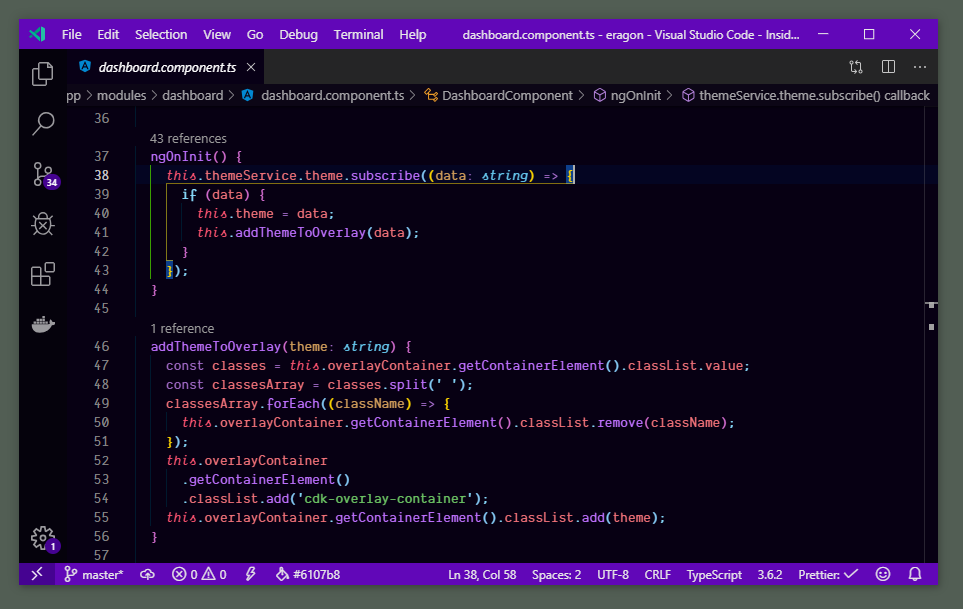 File Edit Selection View Go Debug Terminal Help dashboard.component.ts - eragon - Visual Studio Code - Insid...
dashboard.component.ts
pp > modules > dashboard > dashboard.component.ts > DashboardComponent > ngOnInit > themeService.theme.subscribe() callback
36
43 references
37 ngOnInit() {
38 this.themeService.theme.subscribe((data: string) => {
39 if (data) {
40 this.theme = data;
41 this.addThemeToOverlay(data);
42 }
43 });
44 }
45
1 reference
46 addThemeToOverlay(theme: string) {
47 const classes = this.overlayContainer.getContainerElement().classList.value;
48 const classesArray = classes.split(' ');
49 classesArray.forEach((className) => {
50 this.overlayContainer.getContainerElement().classList.remove(className);
51 });
52 this.overlayContainer
53 .getContainerElement()
54 .classList.add('cdk-overlay-container');
55 this.overlayContainer.getContainerElement().classList.add(theme);
56 }
57
34
1
master* 0 0 #6107b8 Ln 38, Col 58 Spaces: 2 UTF-8 CRLF TypeScript 3.6.2 Prettier: ✓